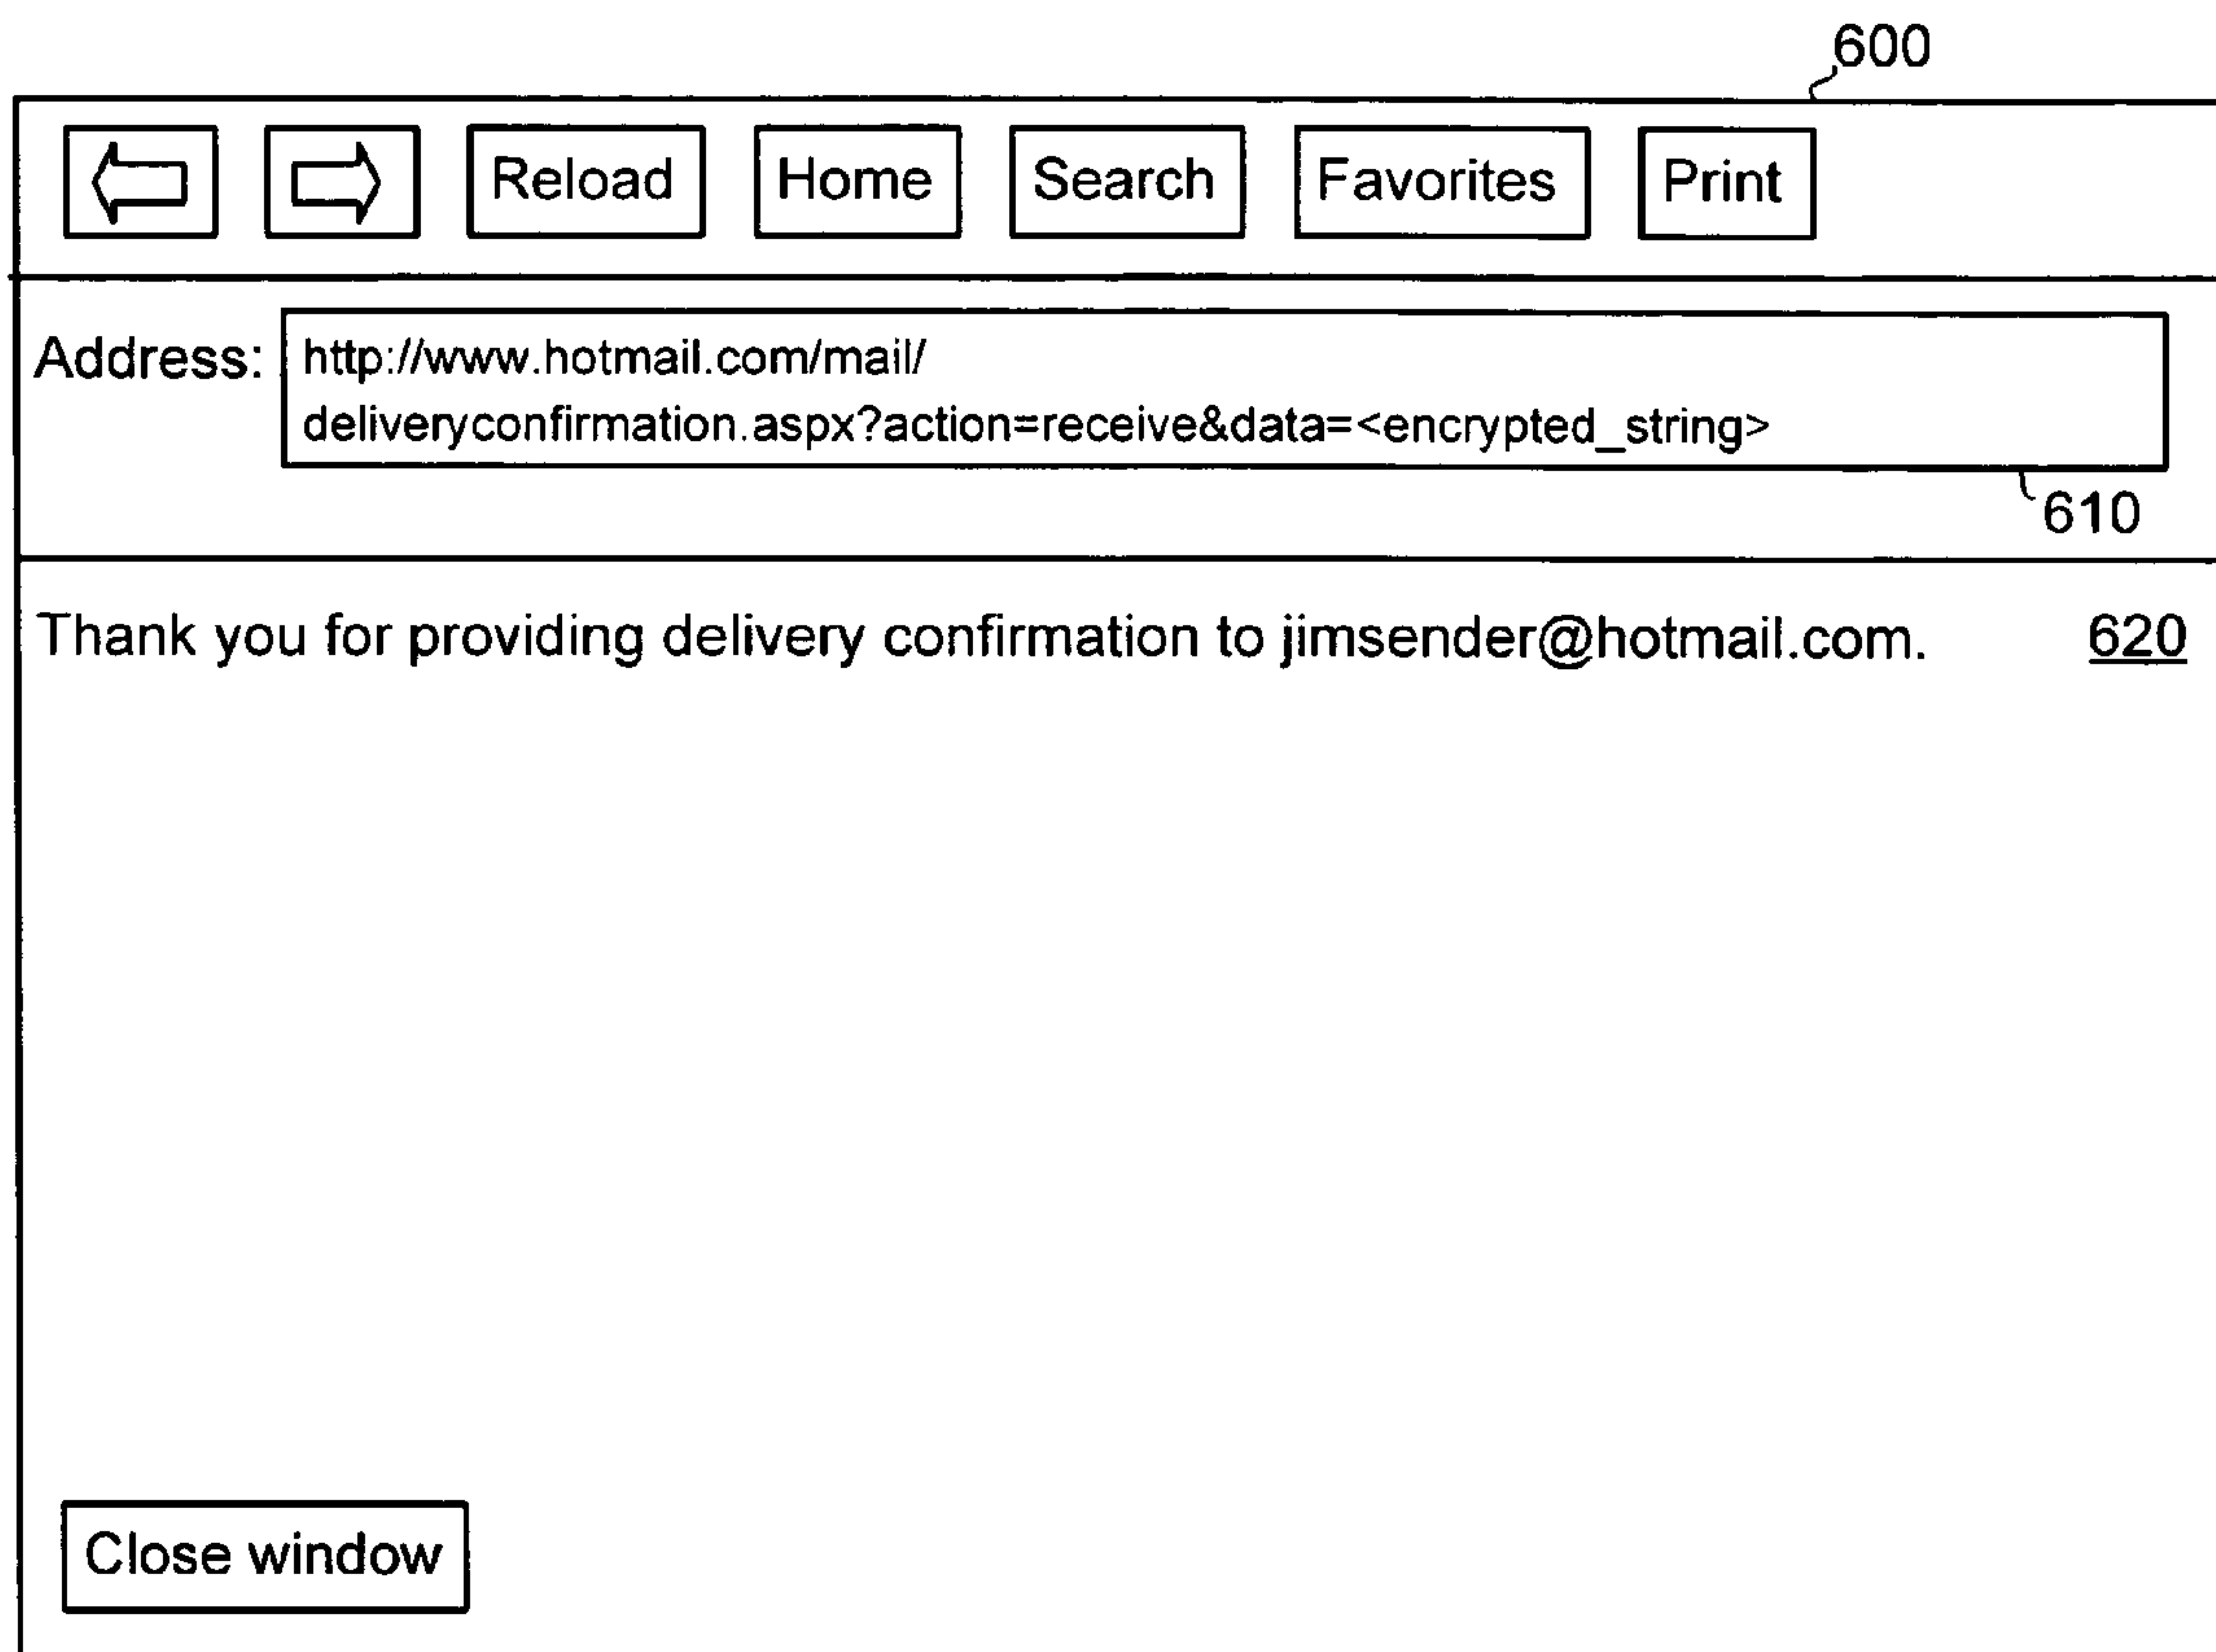 600
Reload Home Search Favorites Print
Address: http://www.hotmail.com/mail/
deliveryconfirmation.aspx?action=receive&data=<encrypted_string>
610
Thank you for providing delivery confirmation to jimsender@hotmail.com. 620
Close window